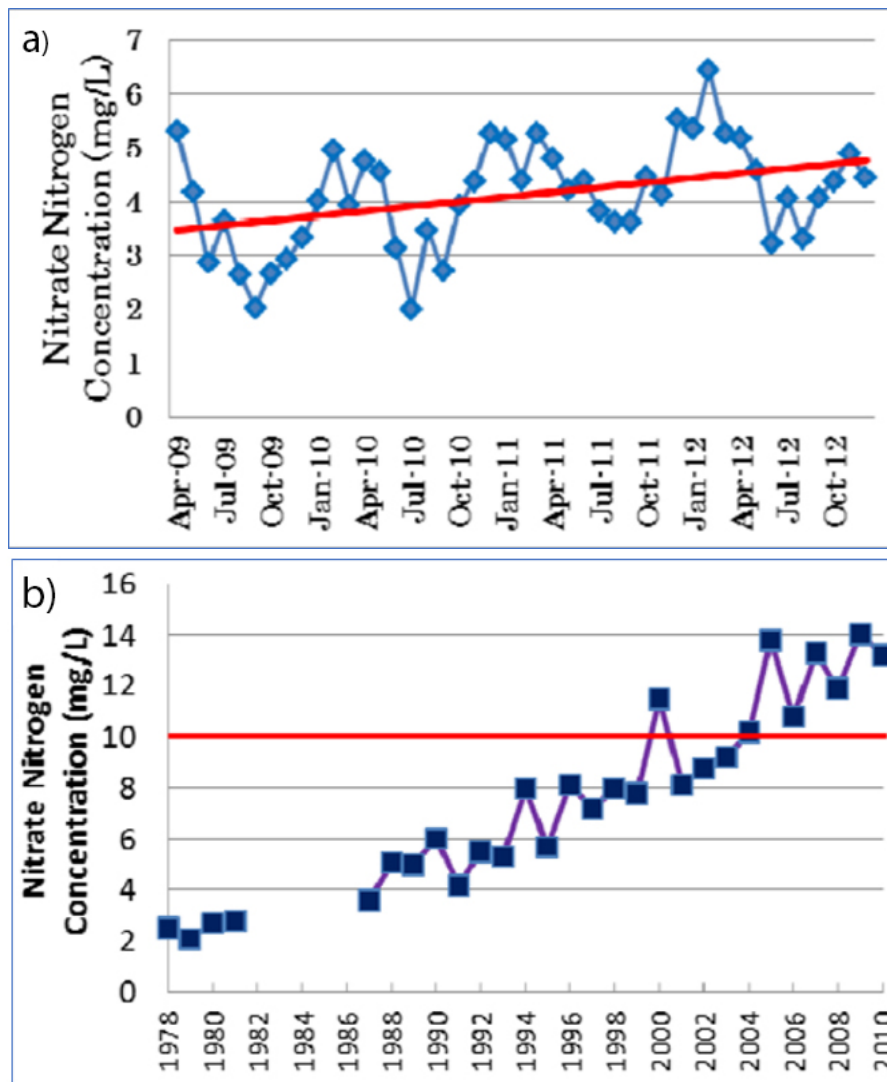 a)
Nitrate Nitrogen
Concentration (mg/L)
7
6
5
4
3
2
1
0
Apr-09
Jul-09
Oct-09
Jan-10
Apr-10
Jul-10
Oct-10
Jan-11
Apr-11
Jul-11
Oct-11
Jan-12
Apr-12
Jul-12
Oct-12
b)
Nitrate Nitrogen
Concentration (mg/L)
16
14
12
10
8
6
4
2
0
1978
1980
1982
1984
1986
1988
1990
1992
1994
1996
1998
2000
2002
2004
2006
2008
2010